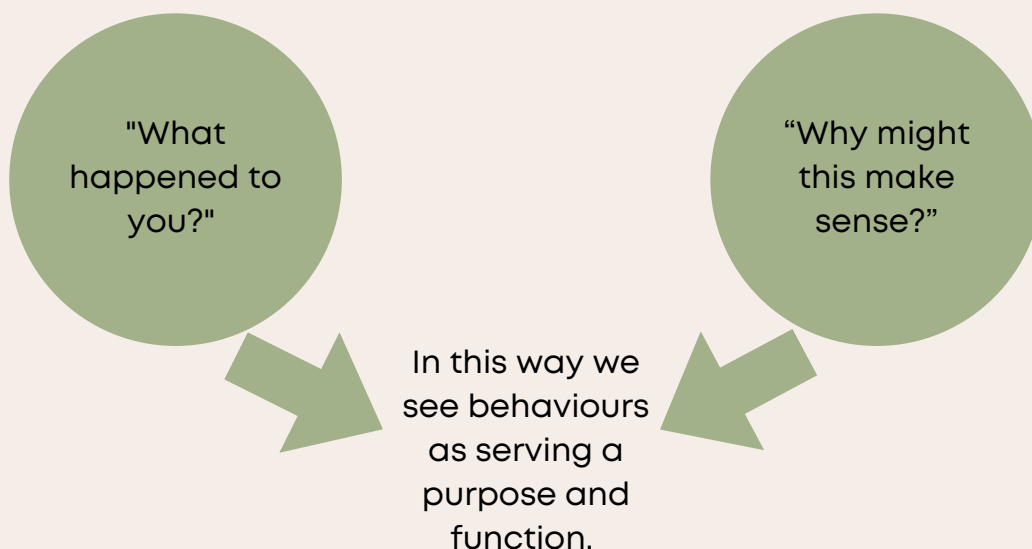 "What
happened to
you?"
“Why might
this make
sense?”
In this way we
see behaviours
as serving a
purpose and
function.